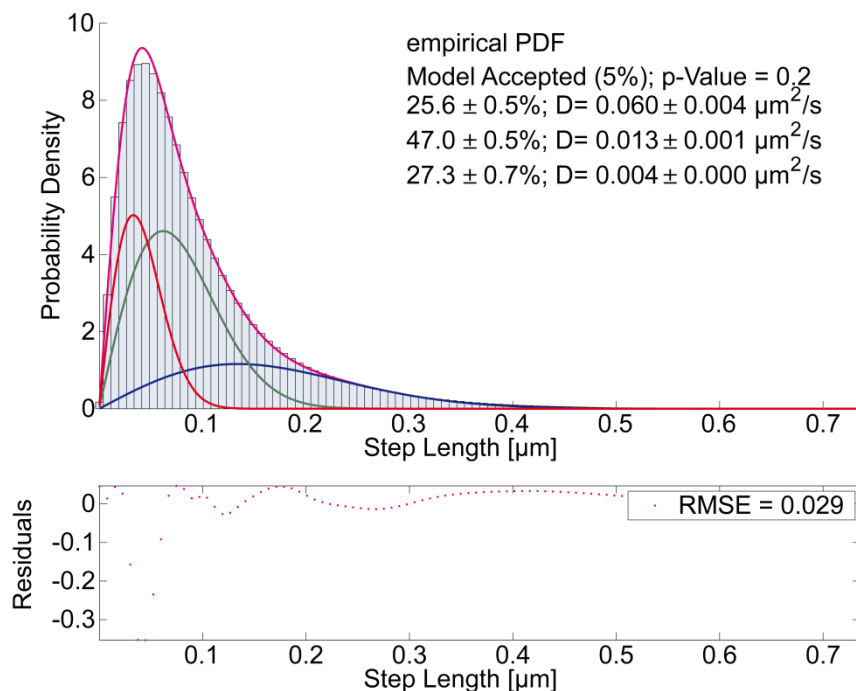 10
8
6
4
2
0
Probability Density
empirical PDF
Model Accepted (5%); p-Value = 0.2
25.6 ± 0.5%; D= 0.060 ± 0.004 µm²/s
47.0 ± 0.5%; D= 0.013 ± 0.001 µm²/s
27.3 ± 0.7%; D= 0.004 ± 0.000 µm²/s
0.1 0.2 0.3 0.4 0.5 0.6 0.7
Step Length [µm]
0
-0.1
-0.2
-0.3
Residuals
RMSE = 0.029
0.1 0.2 0.3 0.4 0.5 0.6 0.7
Step Length [µm]